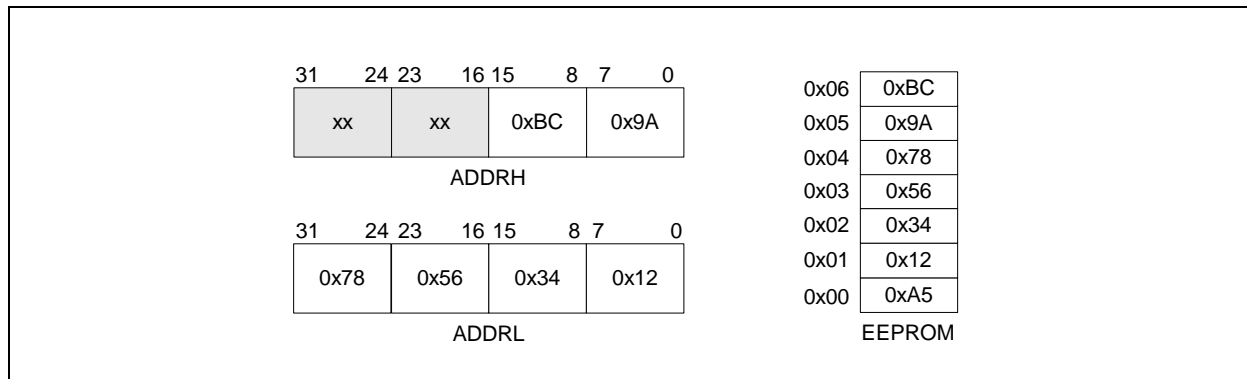 31 24 23 16 15 8 7 0
xx xx 0xBC 0x9A
ADDRH
31 24 23 16 15 8 7 0
0x78 0x56 0x34 0x12
ADDRL
0x06 0xBC
0x05 0x9A
0x04 0x78
0x03 0x56
0x02 0x34
0x01 0x12
0x00 0xA5
EEPROM